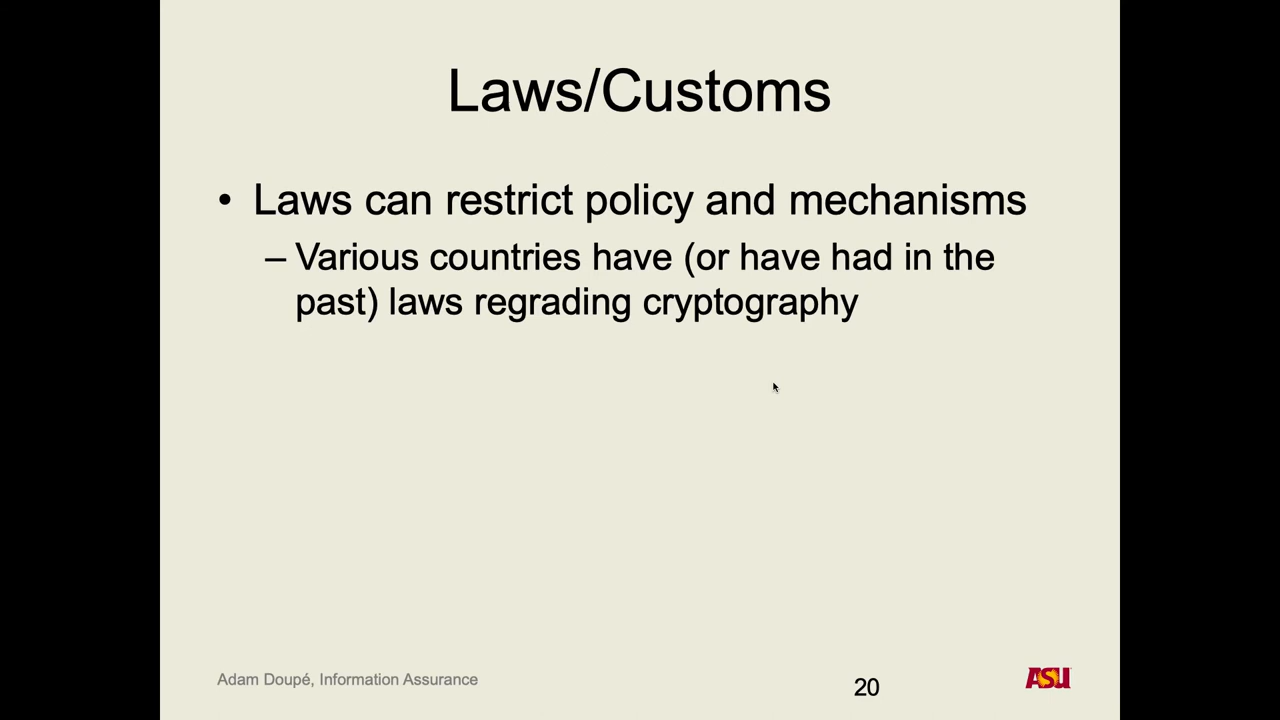 Laws/Customs
• Laws can restrict policy and mechanisms
– Various countries have (or have had in the
past) laws regrading cryptography
Adam Doupé, Information Assurance
20
ASU